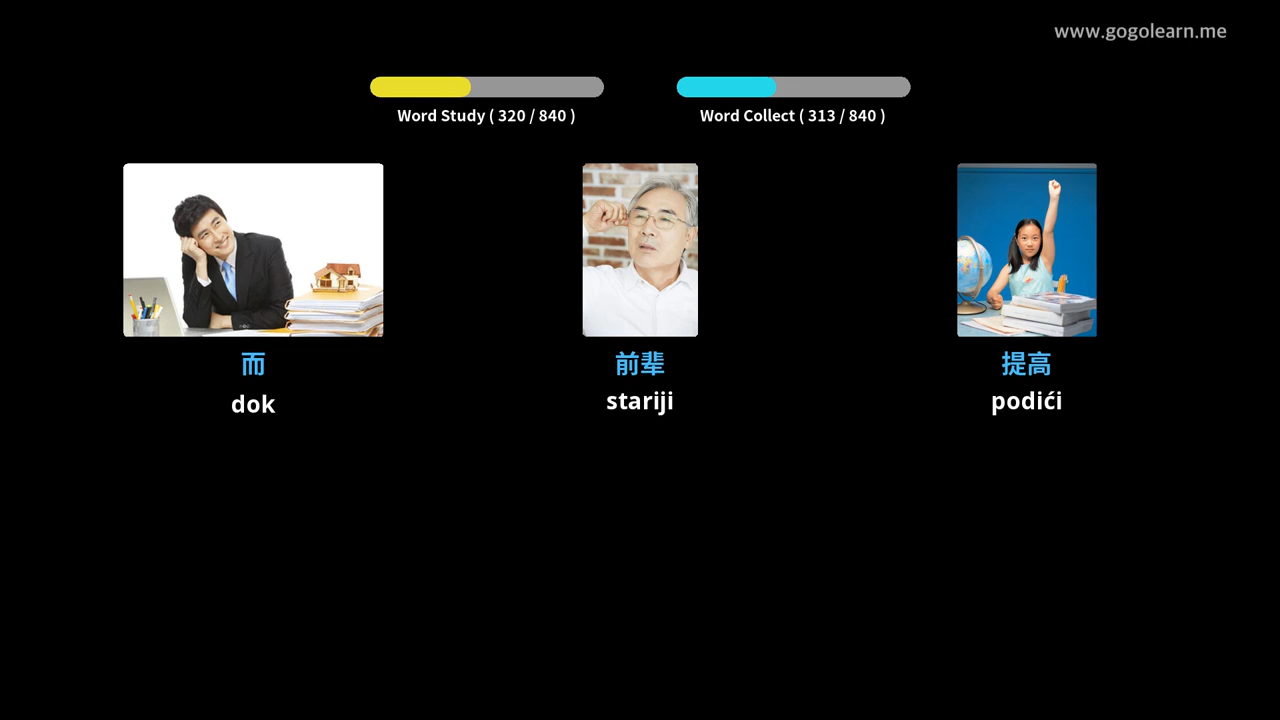 www.gogolearn.me
Word Study ( 320 / 840 )
Word Collect ( 313 / 840 )
而
前辈
提高
dok
stariji
podići